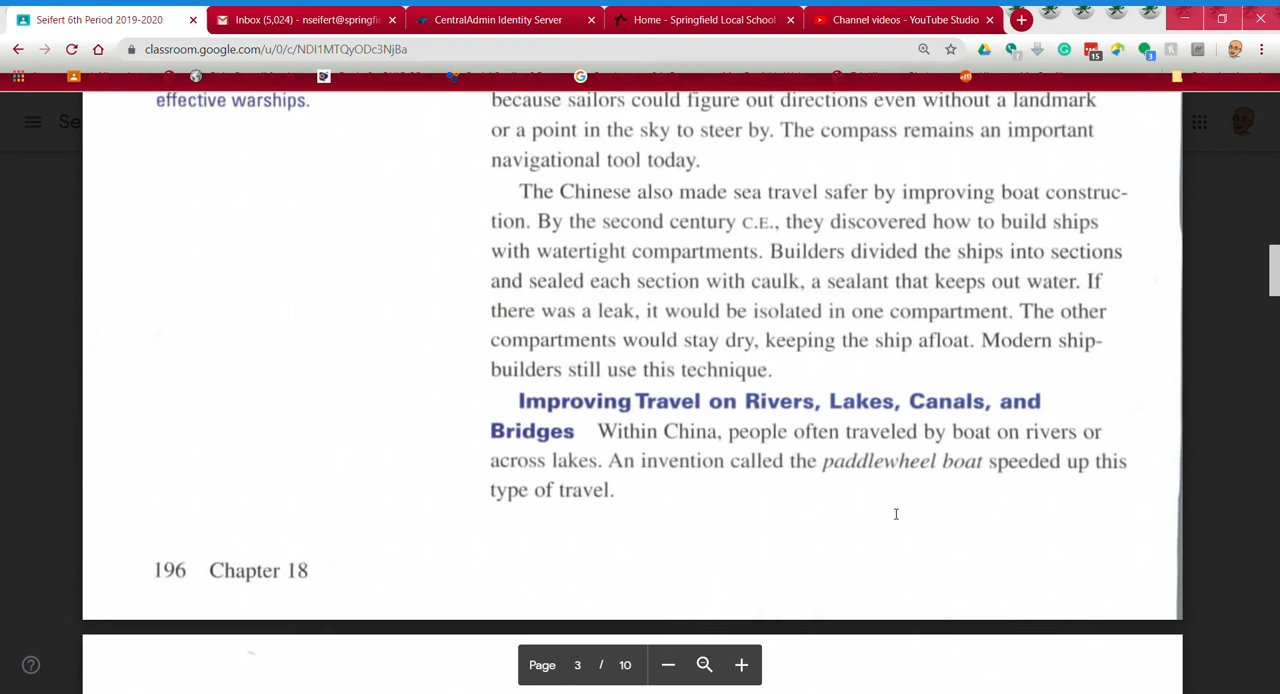 Seifert 6th Period 2019-2020
Inbox (5,024) - nseifert@springfi
CentralAdmin Identity Server
Home - Springfield Local School
Channel videos - YouTube Studio
classroom.google.com/u/0/c/NDI1MTQyODc3NjBa
15
3
effective warships.
Se
because sailors could figure out directions even without a landmark
or a point in the sky to steer by. The compass remains an important
navigational tool today.
The Chinese also made sea travel safer by improving boat construc-
tion. By the second century C.E., they discovered how to build ships
with watertight compartments. Builders divided the ships into sections
and sealed each section with caulk, a sealant that keeps out water. If
there was a leak, it would be isolated in one compartment. The other
compartments would stay dry, keeping the ship afloat. Modern ship-
builders still use this technique.
Improving Travel on Rivers, Lakes, Canals, and
Bridges Within China, people often traveled by boat on rivers or
across lakes. An invention called the paddlewheel boat speeded up this
type of travel.
196 Chapter 18
Page 3 / 10